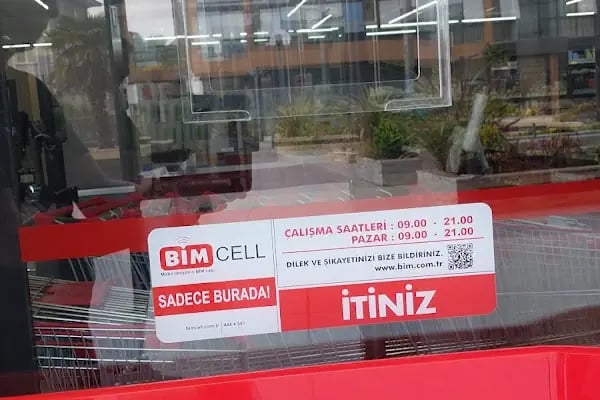 BİM CELL
SADECE BURADA!
ÇALIŞMA SAATLERİ : 09.00 - 21.00
PAZAR : 09.00 - 21.00
DİLEK VE ŞİKAYETİNİZİ BİZE BİLDİRİNİZ.
www.bim.com.tr
İTİNİZ